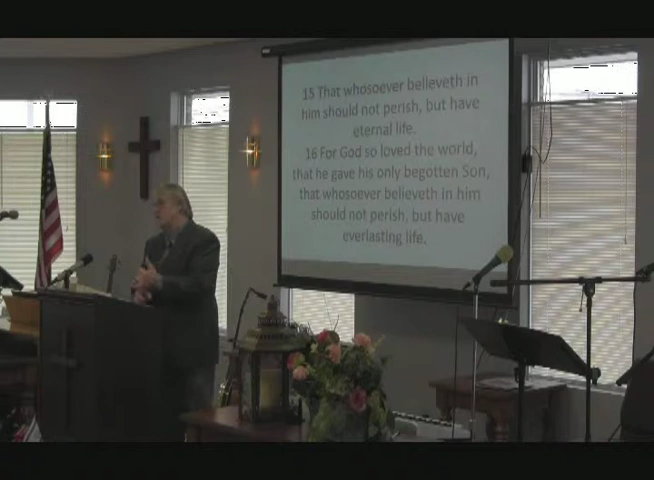 15 That whosoever believeth in
him should not perish, but have
eternal life.
16 For God so loved the world,
that he gave his only begotten Son,
that whosoever believeth in him
should not perish, but have
everlasting life.